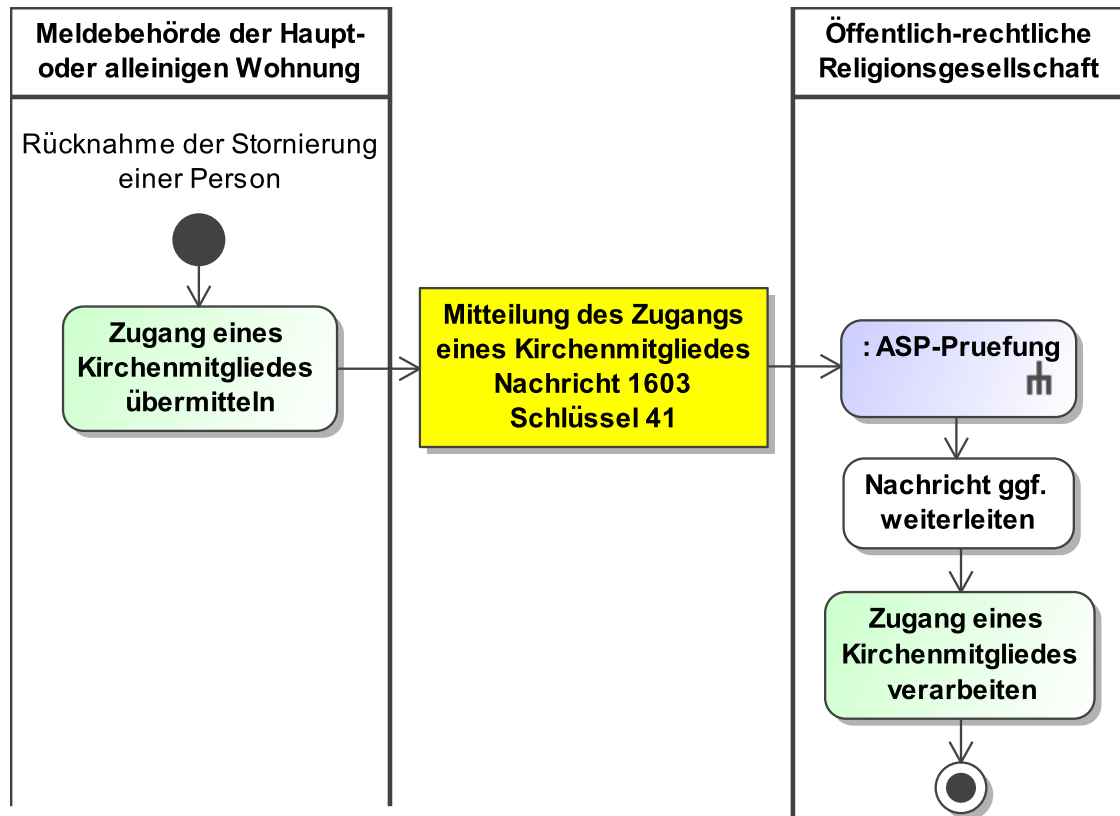 Meldebehörde der Haupt-
oder alleinigen Wohnung
Öffentlich-rechtliche
Religionsgesellschaft
Rücknahme der Stornierung
einer Person
Zugang eines
Kirchenmitgliedes
übermitteln
Mitteilung des Zugangs
eines Kirchenmitgliedes
Nachricht 1603
Schlüssel 41
: ASP-Pruefung
Nachricht ggf.
weiterleiten
Zugang eines
Kirchenmitgliedes
verarbeiten